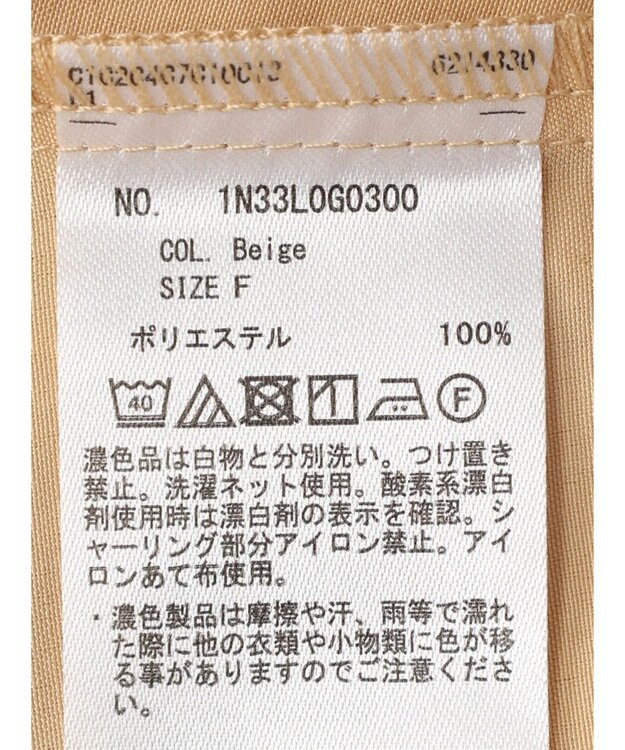 01020407010013 0214330
L1
NO. 1N33L0G0300
COL. Beige
SIZE F
ポリエステル 100%
40 F
濃色品は白物と分別洗い。つけ置き
禁止。洗濯ネット使用。酸素系漂白
剤使用時は漂白剤の表示を確認。シ
ャーリング部分アイロン禁止。アイ
ロンあて布使用。
・濃色製品は摩擦や汗、雨等で濡れ
た際に他の衣類や小物類に色が移
る事がありますのでご注意くださ
い。